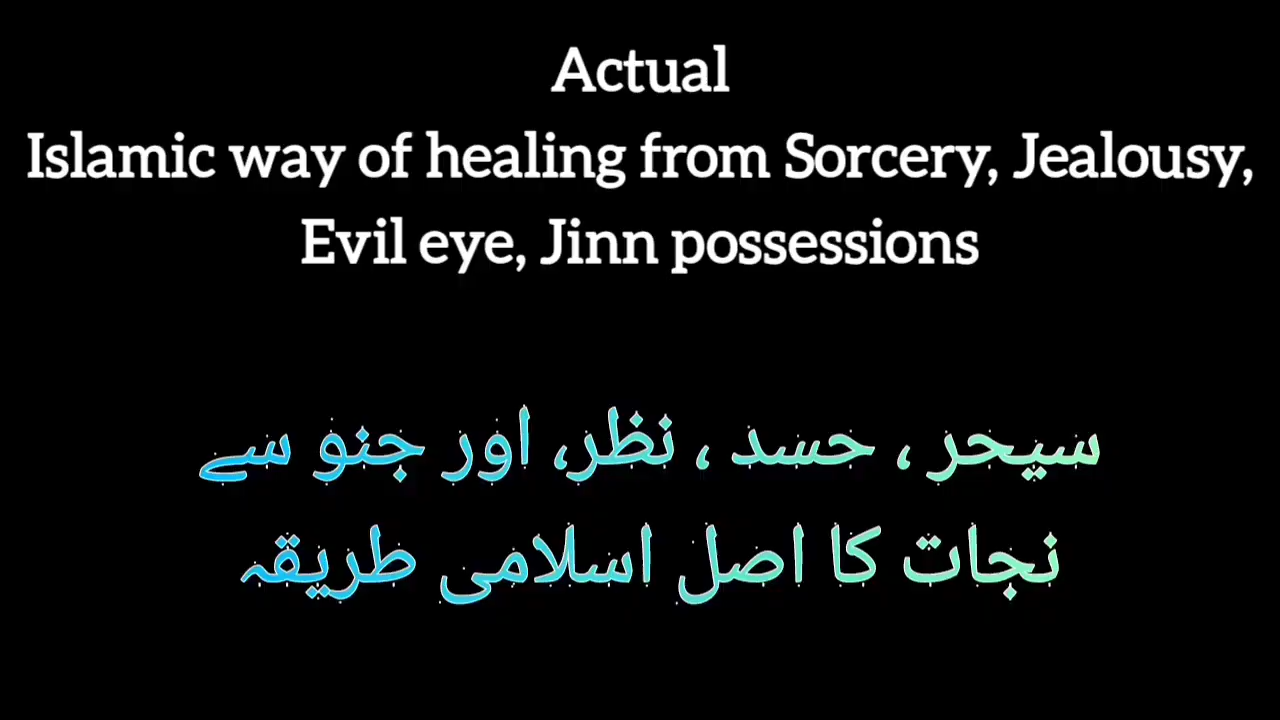 Actual
Islamic way of healing from Sorcery, Jealousy,
Evil eye, Jinn possessions
سیحر ، حسد ، نظر، اور جنو سے
نجات کا اصل اسلامی طریقہ